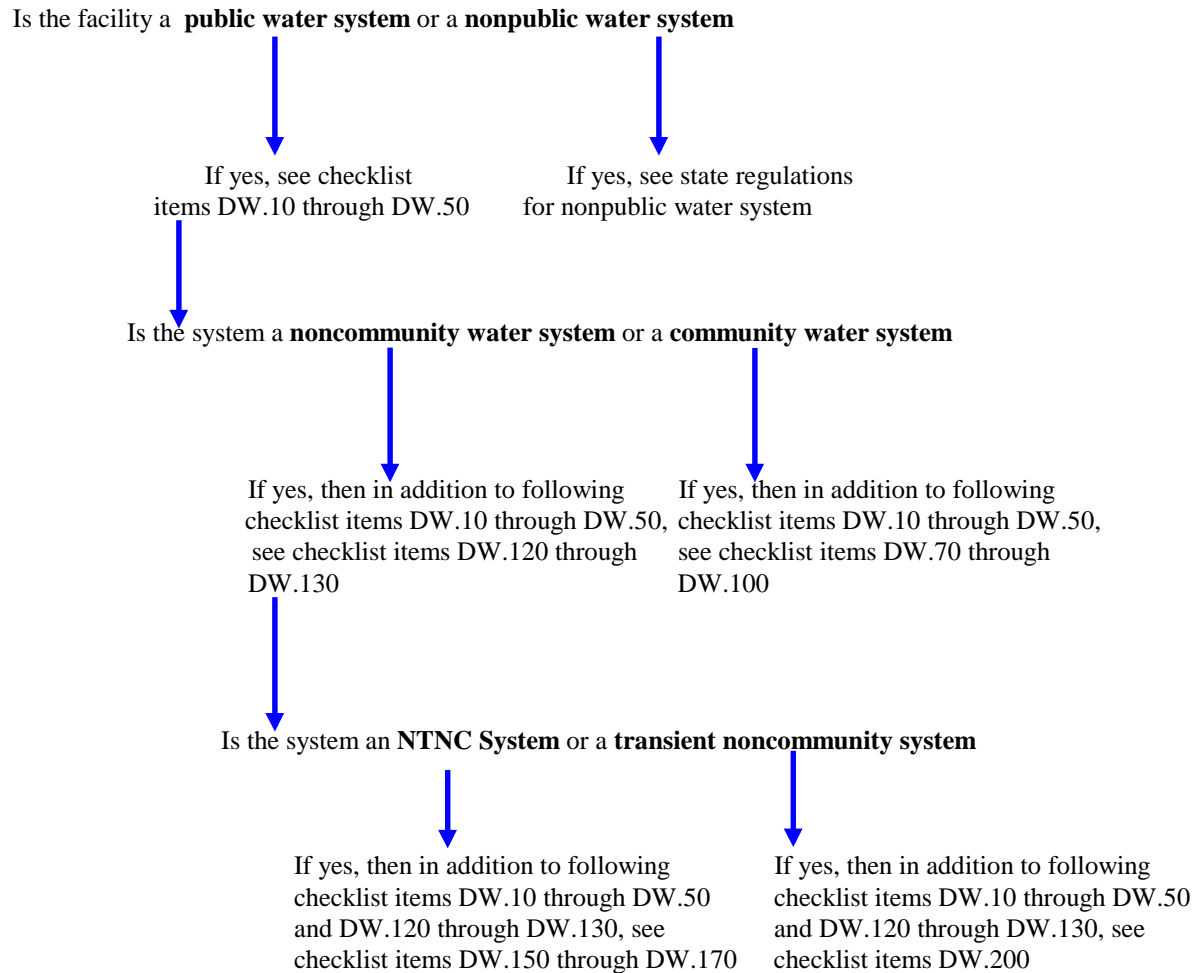 Is the facility a public water system or a nonpublic water system
If yes, see checklist
items DW.10 through DW.50
If yes, see state regulations
for nonpublic water system
Is the system a noncommunity water system or a community water system
If yes, then in addition to following
checklist items DW.10 through DW.50,
see checklist items DW.120 through
DW.130
If yes, then in addition to following
checklist items DW.10 through DW.50,
see checklist items DW.70 through
DW.100
Is the system an NTNC System or a transient noncommunity system
If yes, then in addition to following
checklist items DW.10 through DW.50
and DW.120 through DW.130, see
checklist items DW.150 through DW.170
If yes, then in addition to following
checklist items DW.10 through DW.50
and DW.120 through DW.130, see
checklist items DW.200